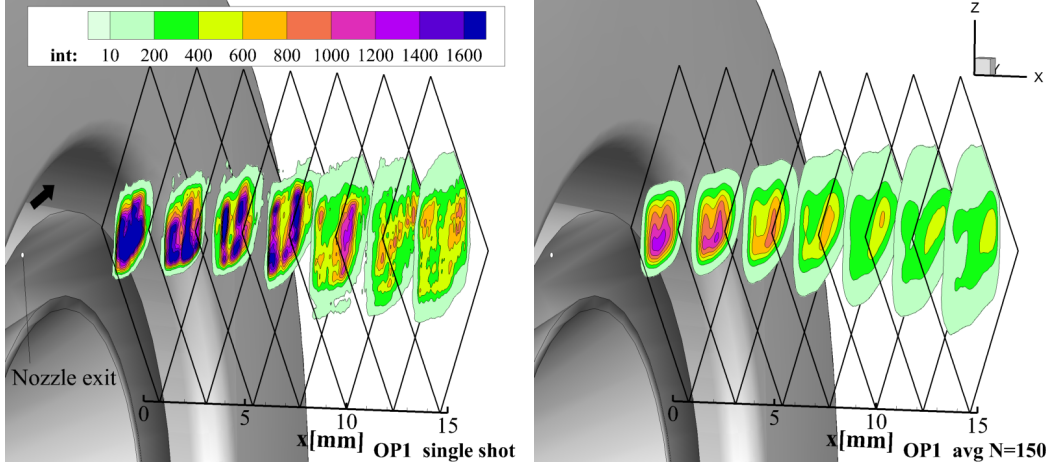 int: 10 200 400 600 800 1000 1200 1400 1600
Nozzle exit
0 5 10 15
x[mm]
OP1 single shot
Z
Y
X
0 5 10 15
x[mm]
OP1 avg N=150